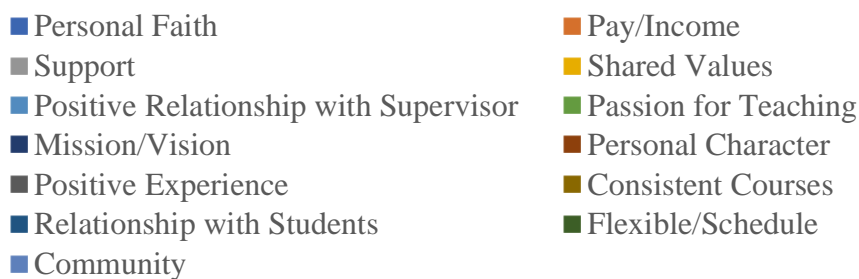 Personal Faith
Pay/Income
Support
Shared Values
Positive Relationship with Supervisor
Passion for Teaching
Mission/Vision
Personal Character
Positive Experience
Consistent Courses
Relationship with Students
Flexible/Schedule
Community